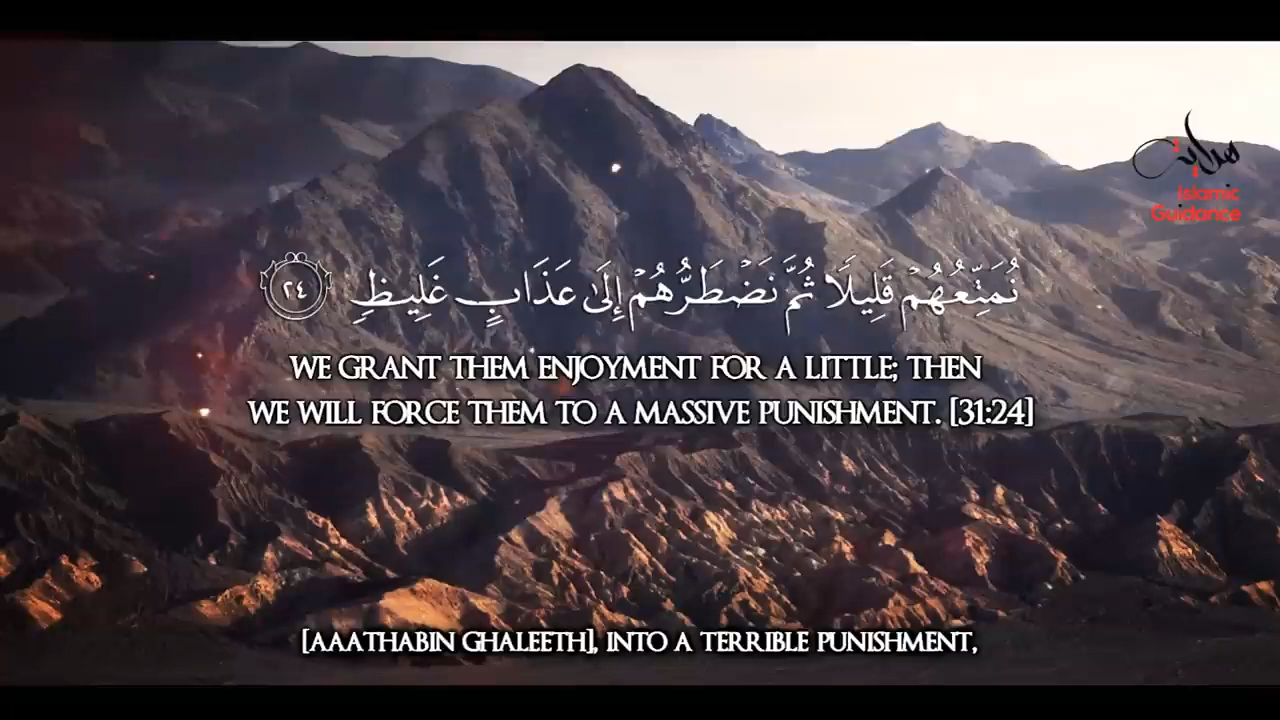 هداية
Islamic
Guidance
نُمَتِّعُهُمْ قَلِيلًا ثُمَّ نَضْطَرُّهُمْ إِلَىٰ عَذَابٍ غَلِيظٍ ٢٤
WE GRANT THEM ENJOYMENT FOR A LITTLE; THEN
WE WILL FORCE THEM TO A MASSIVE PUNISHMENT. [31:24]
[AAATHABIN GHALEETH], INTO A TERRIBLE PUNISHMENT,